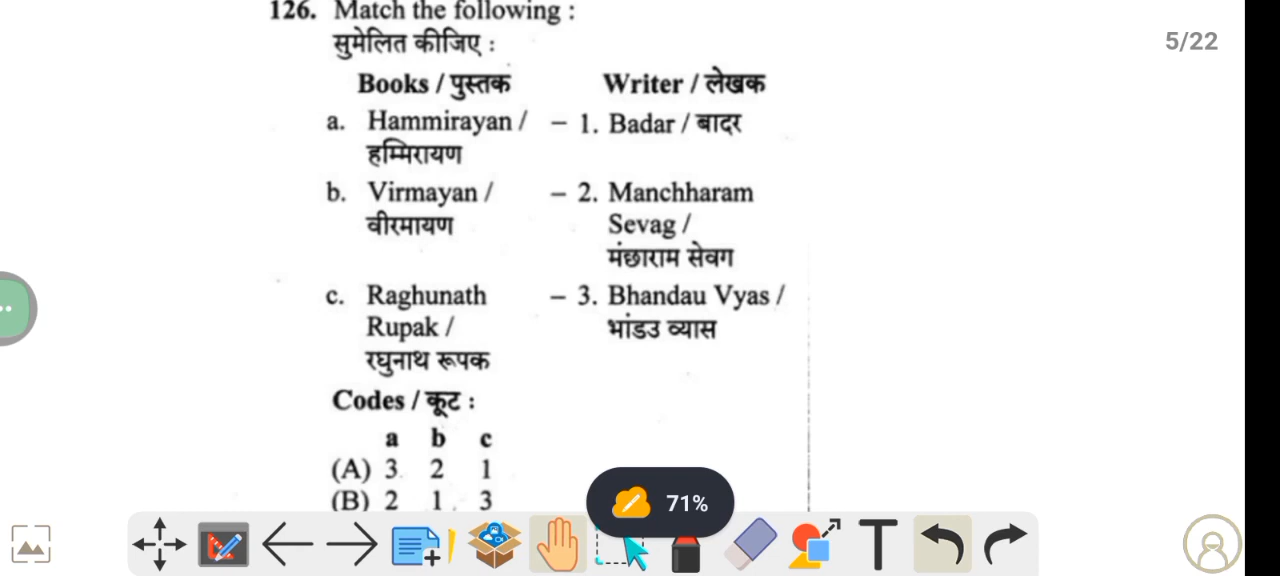 126. Match the following :
सुमेलित कीजिए :
Books / पुस्तक Writer / लेखक
a. Hammirayan / – 1. Badar / बादर
हम्मिरायण
b. Virmayan / – 2. Manchharam
वीरमायण Sevag /
मंछाराम सेवग
c. Raghunath – 3. Bhandau Vyas /
Rupak / भांडउ व्यास
रघुनाथ रूपक
Codes / कूट :
a b c
(A) 3 2 1
(B) 2 1 3
5/22
71%
T